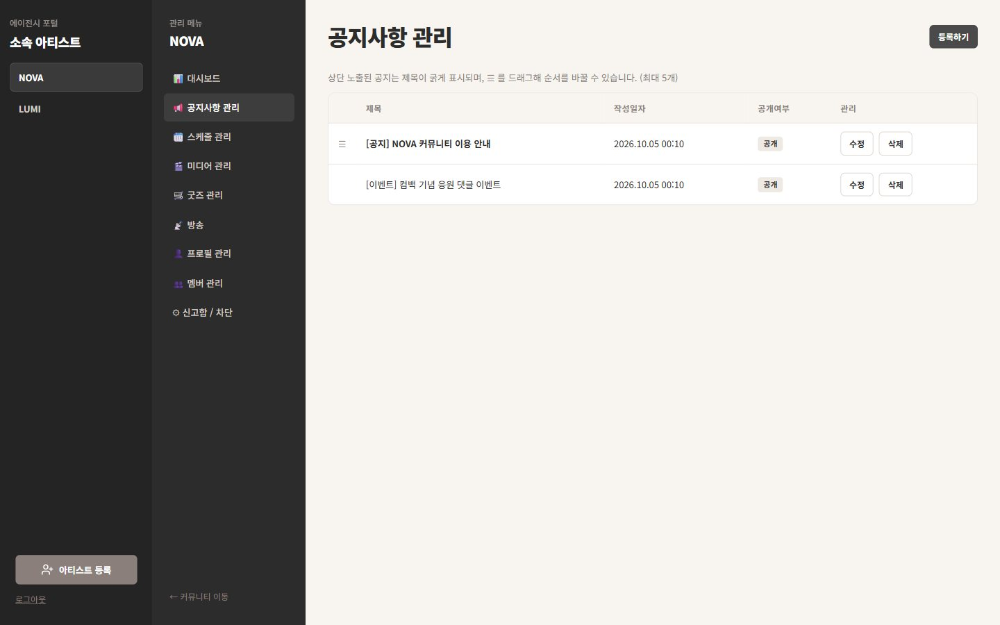 에이전시 포털
소속 아티스트
NOVA
LUMI
아티스트 등록
로그아웃
관리 메뉴
NOVA
대시보드
공지사항 관리
스케줄 관리
미디어 관리
굿즈 관리
방송
프로필 관리
멤버 관리
신고함 / 차단
← 커뮤니티 이동
공지사항 관리
등록하기
상단 노출된 공지는 제목이 굵게 표시되며, ☰ 를 드래그해 순서를 바꿀 수 있습니다. (최대 5개)
제목 작성일자 공개여부 관리
☰ [공지] NOVA 커뮤니티 이용 안내 2026.10.05 00:10 공개 수정 삭제
[이벤트] 컴백 기념 응원 댓글 이벤트 2026.10.05 00:10 공개 수정 삭제